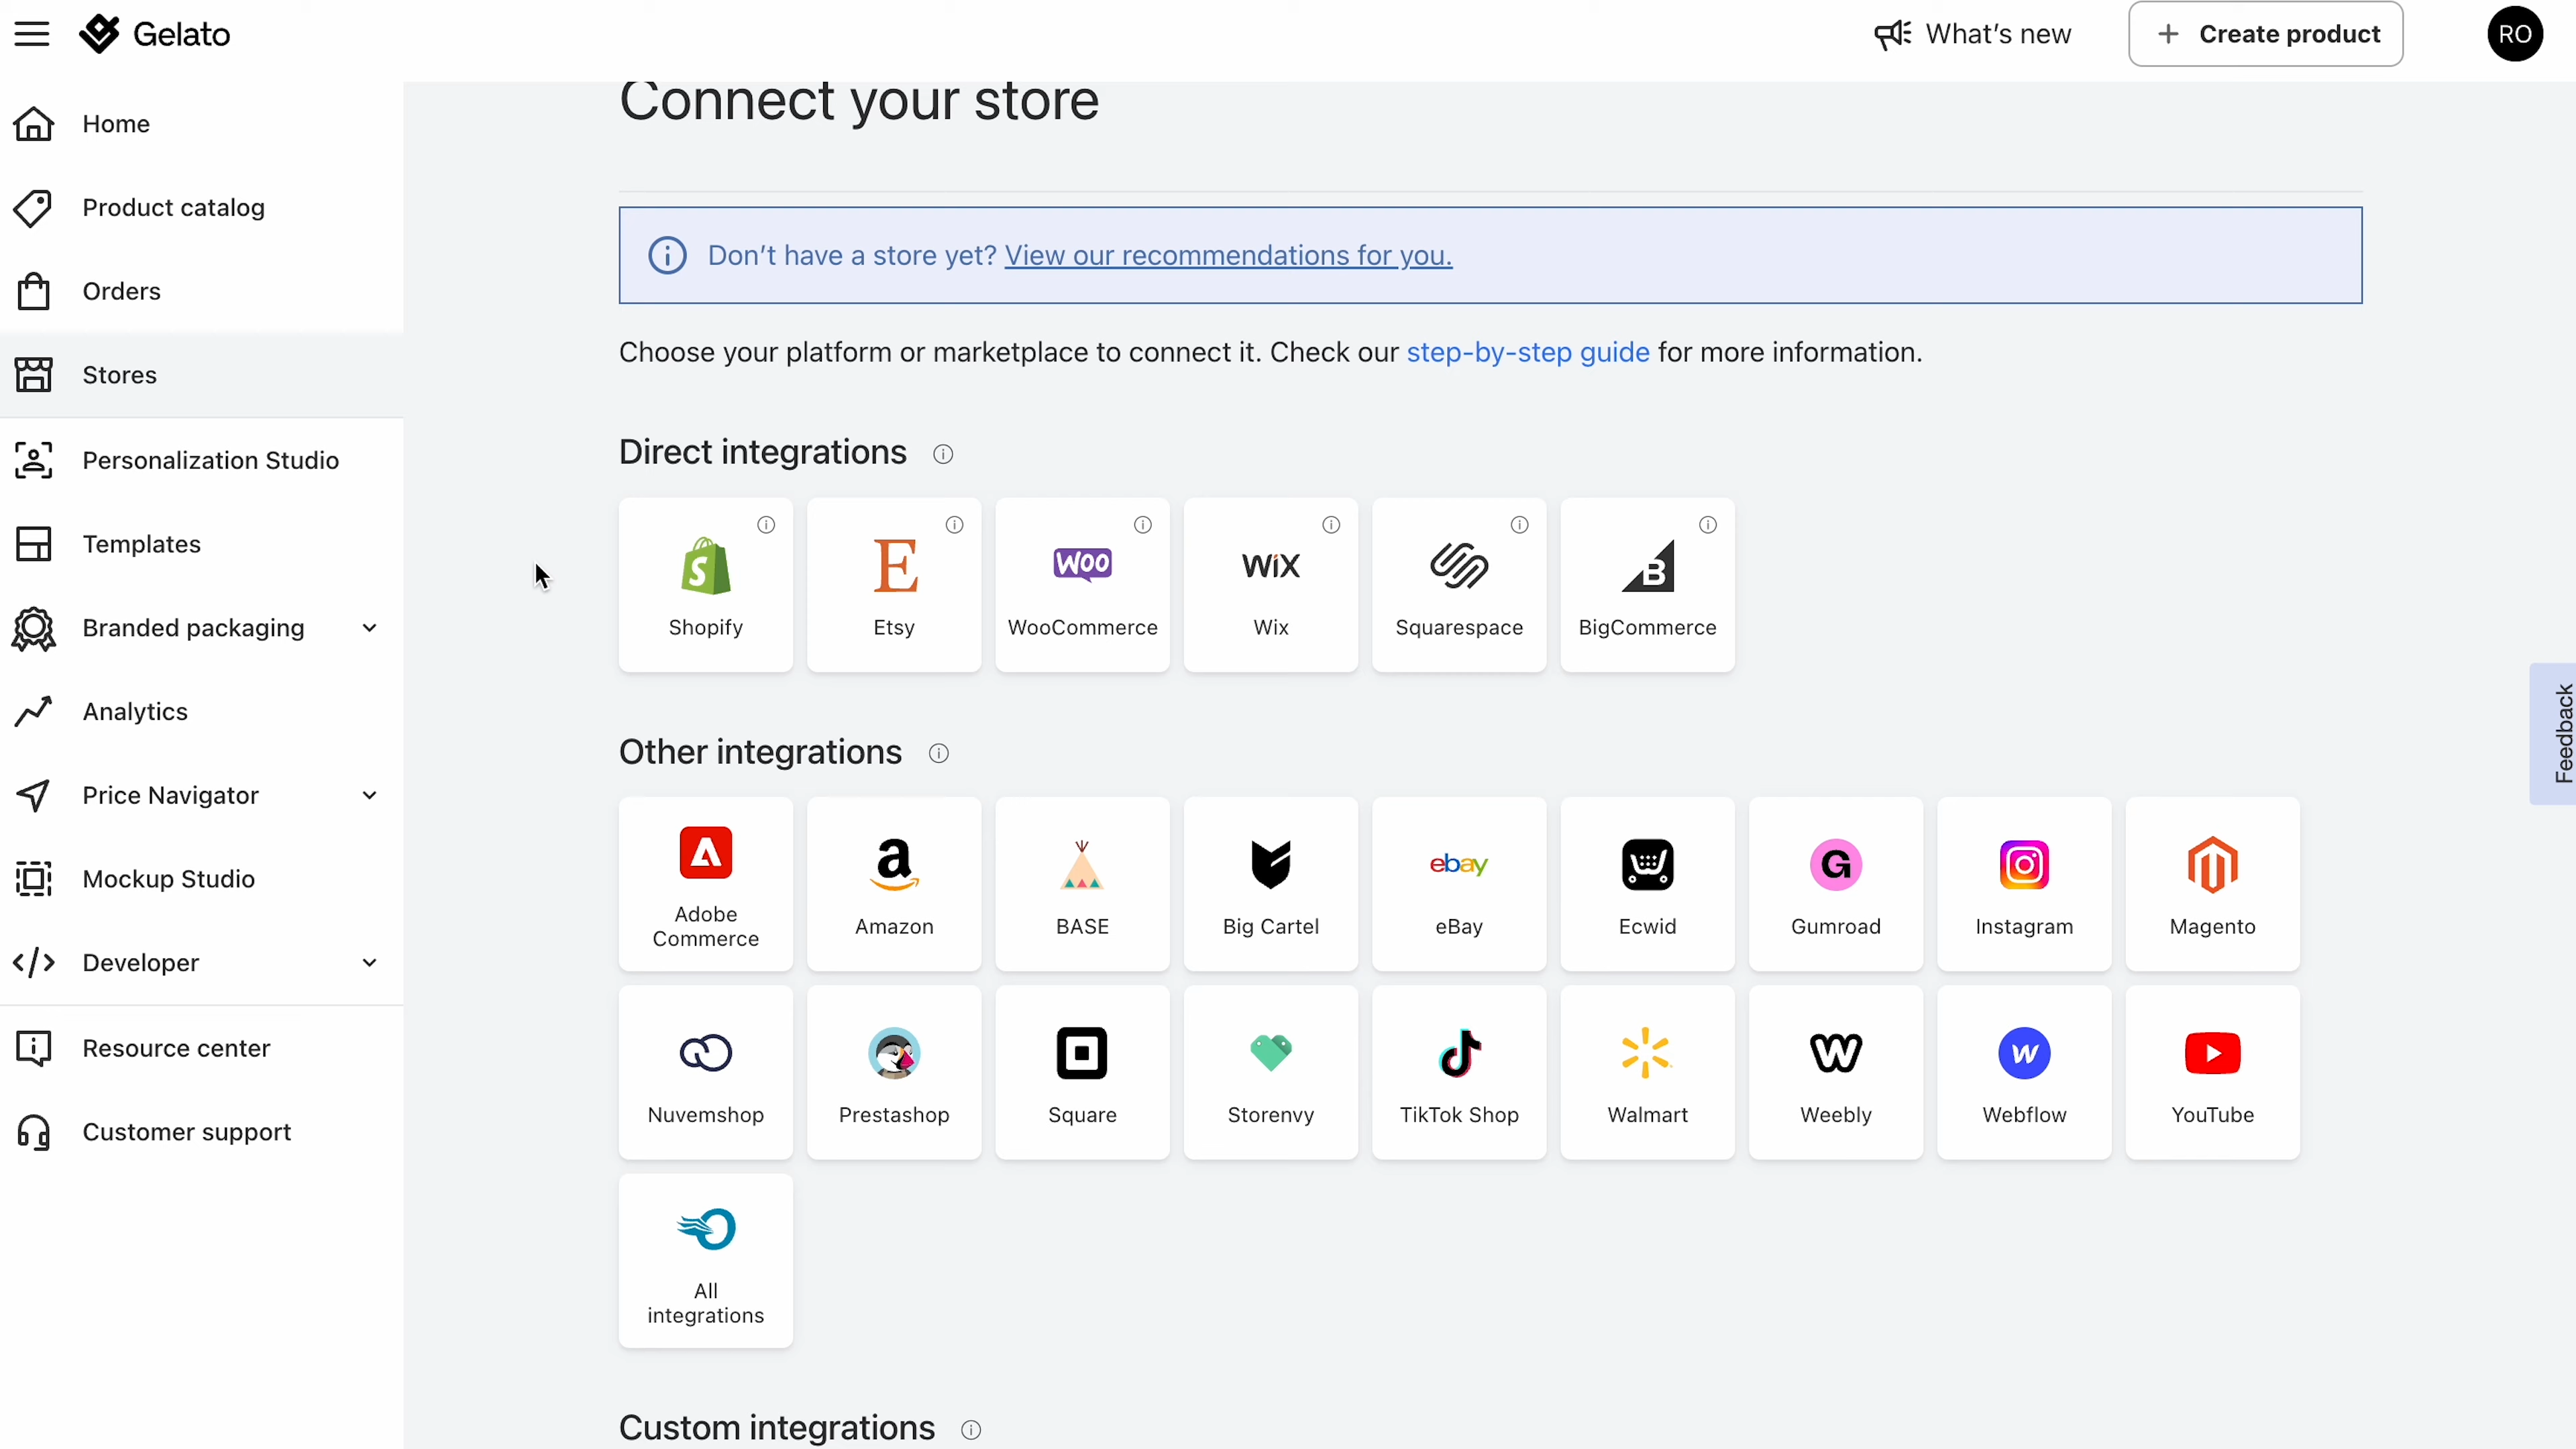 Gelato
What's new
+ Create product
RO
Home
Product catalog
Orders
Stores
Personalization Studio
Templates
Branded packaging
Analytics
Price Navigator
Mockup Studio
Developer
Resource center
Customer support
Connect your store
Don't have a store yet? View our recommendations for you.
Choose your platform or marketplace to connect it. Check our step-by-step guide for more information.
Direct integrations
Shopify
Etsy
WOO
WooCommerce
WiX
Wix
Squarespace
B
BigCommerce
Other integrations
Adobe
Commerce
Amazon
BASE
Big Cartel
ebay
eBay
Ecwid
G
Gumroad
Instagram
Magento
Nuvemshop
Prestashop
Square
Storenvy
TikTok Shop
Walmart
Weebly
Webflow
YouTube
All
integrations
Custom integrations
Feedback